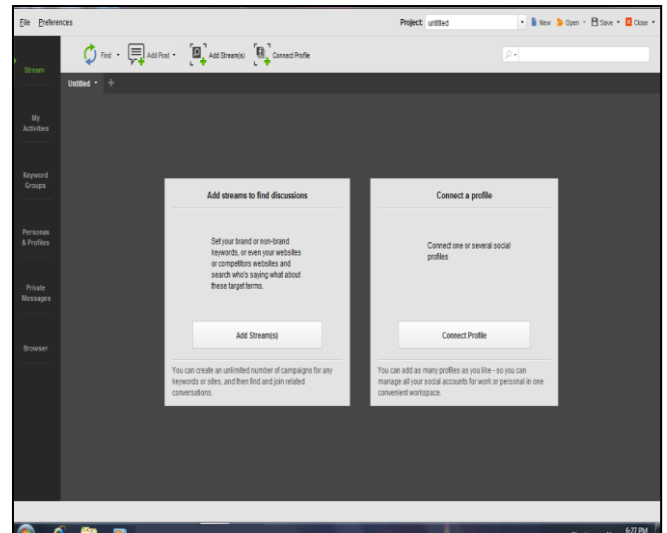 File Preferences Project: untitled New Open Save Close
Find Add Post Add Stream(s) Connect Profile
Stream
Untitled +
My
Activities
Keyword
Groups
Personas
& Profiles
Private
Messages
Browser
Add streams to find discussions
Set your brand or non-brand
keywords, or even your websites
or competitors websites and
search who's saying what about
these target terms.
Add Stream(s)
You can create an unlimited number of campaigns for any
keywords or sites, and then find and join related
conversations.
Connect a profile
Connect one or several social
profiles
Connect Profile
You can add as many profiles as you like - so you can
manage all your social accounts for work or personal in one
convenient workspace.
6:27 PM